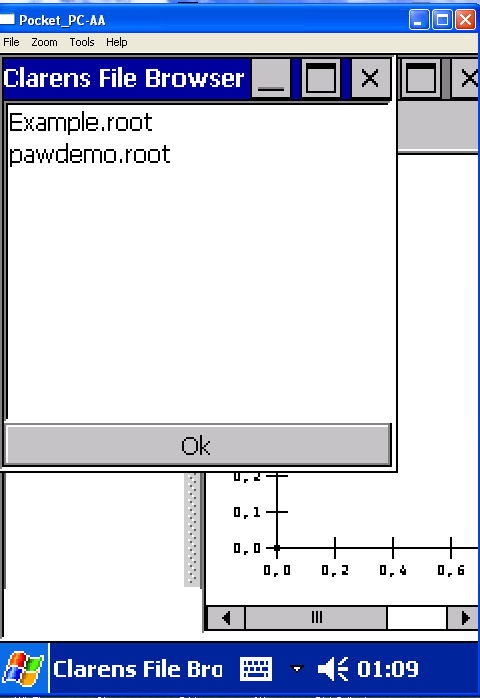 Pocket_PC-AA
File Zoom Tools Help
Clarens File Browser
Example.root
pawdemo.root
Ok
0,2
0,1
0,0
0,0 0,2 0,4 0,6
Clarens File Bro 01:09